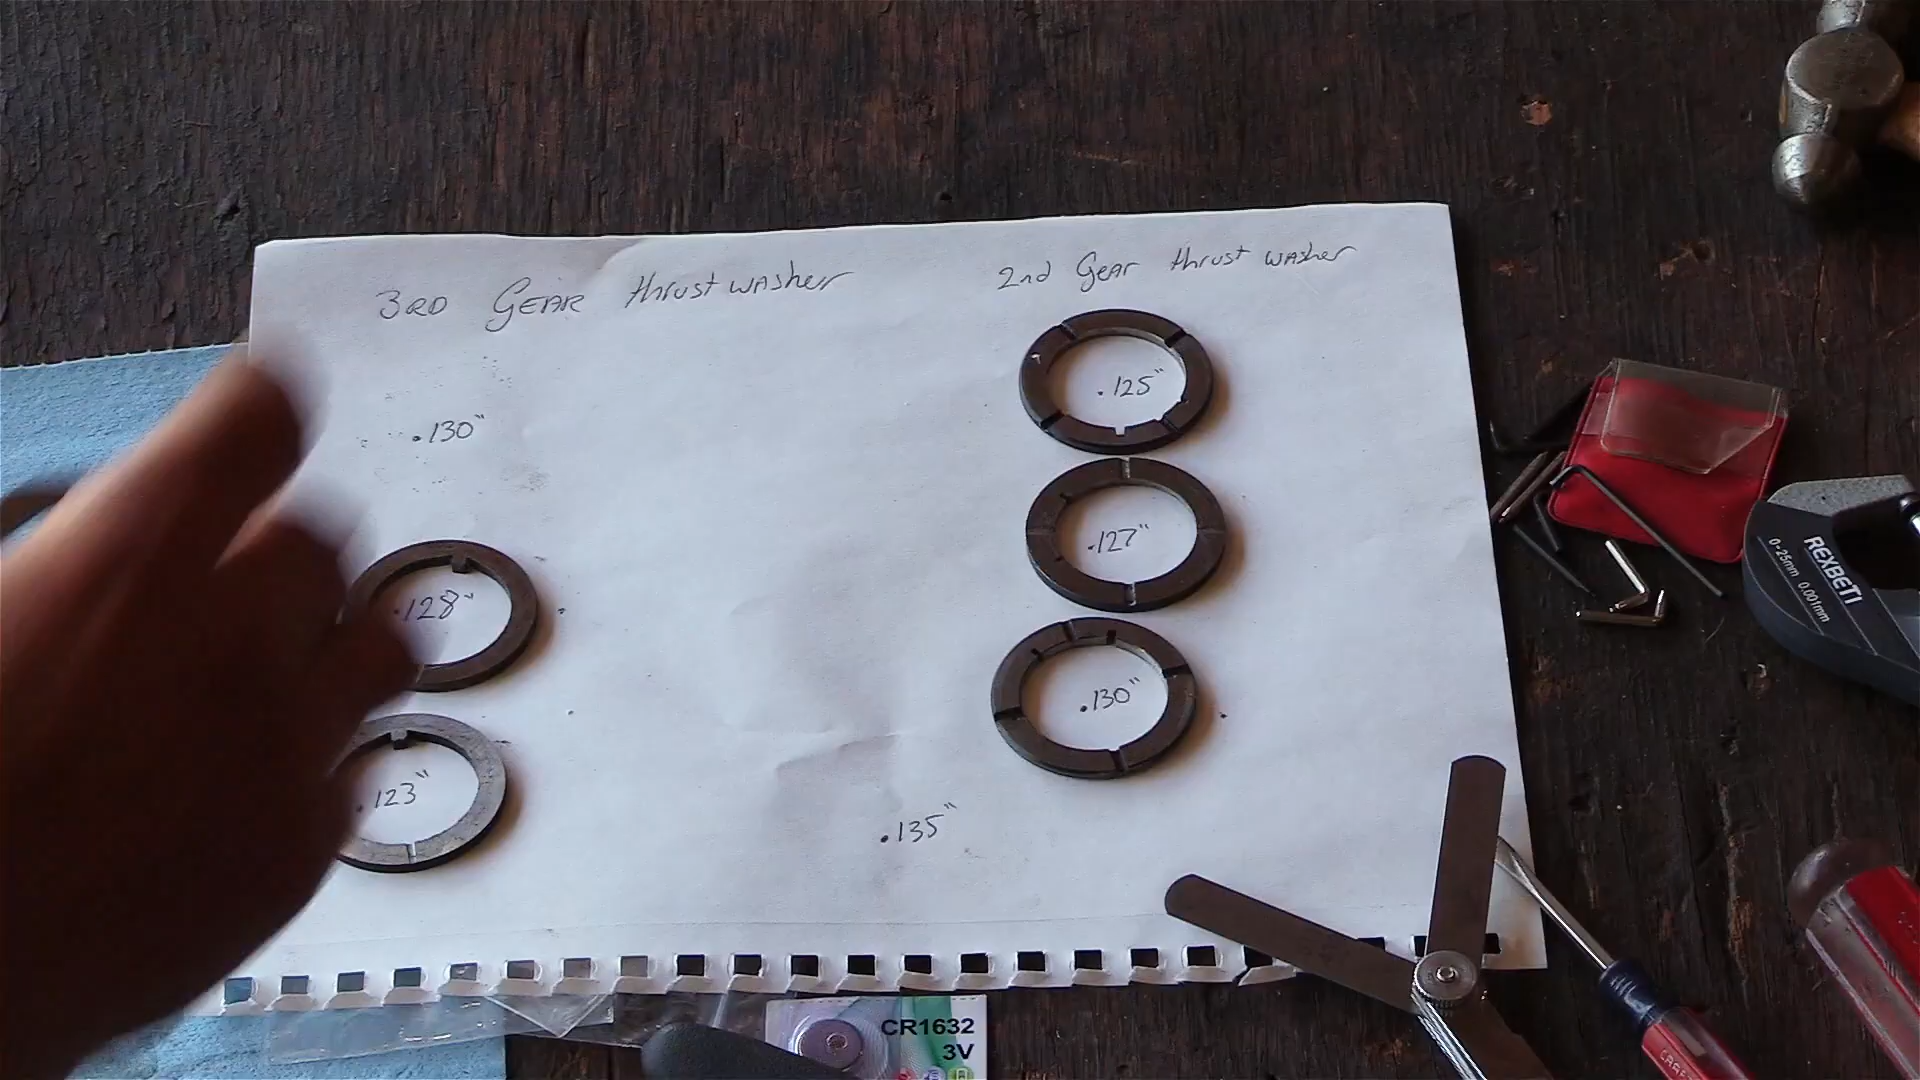 3RD GEAR thrust washer
.130"
.128"
.123"
2nd Gear thrust washer
.125"
.127"
.130"
.135"
REXBETI
0-25mm 0.001mm
CR1632
3V